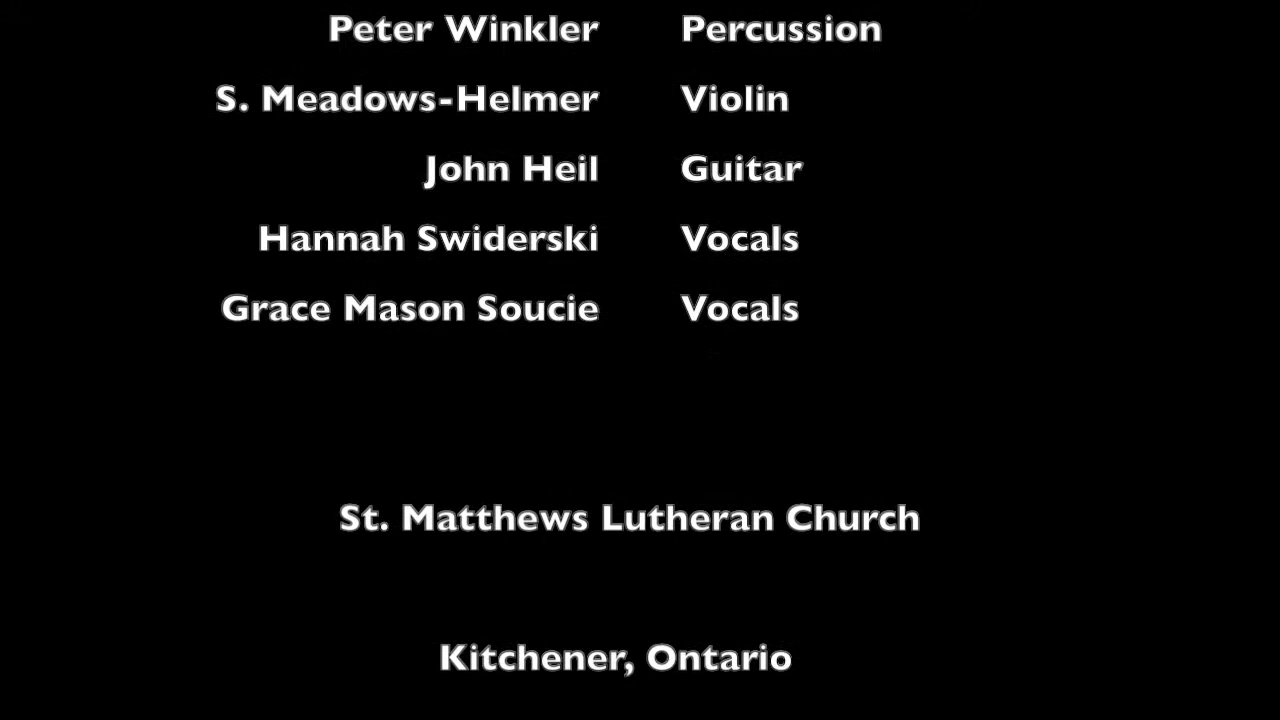 Peter Winkler Percussion
S. Meadows-Helmer Violin
John Heil Guitar
Hannah Swiderski Vocals
Grace Mason Soucie Vocals
St. Matthews Lutheran Church
Kitchener, Ontario